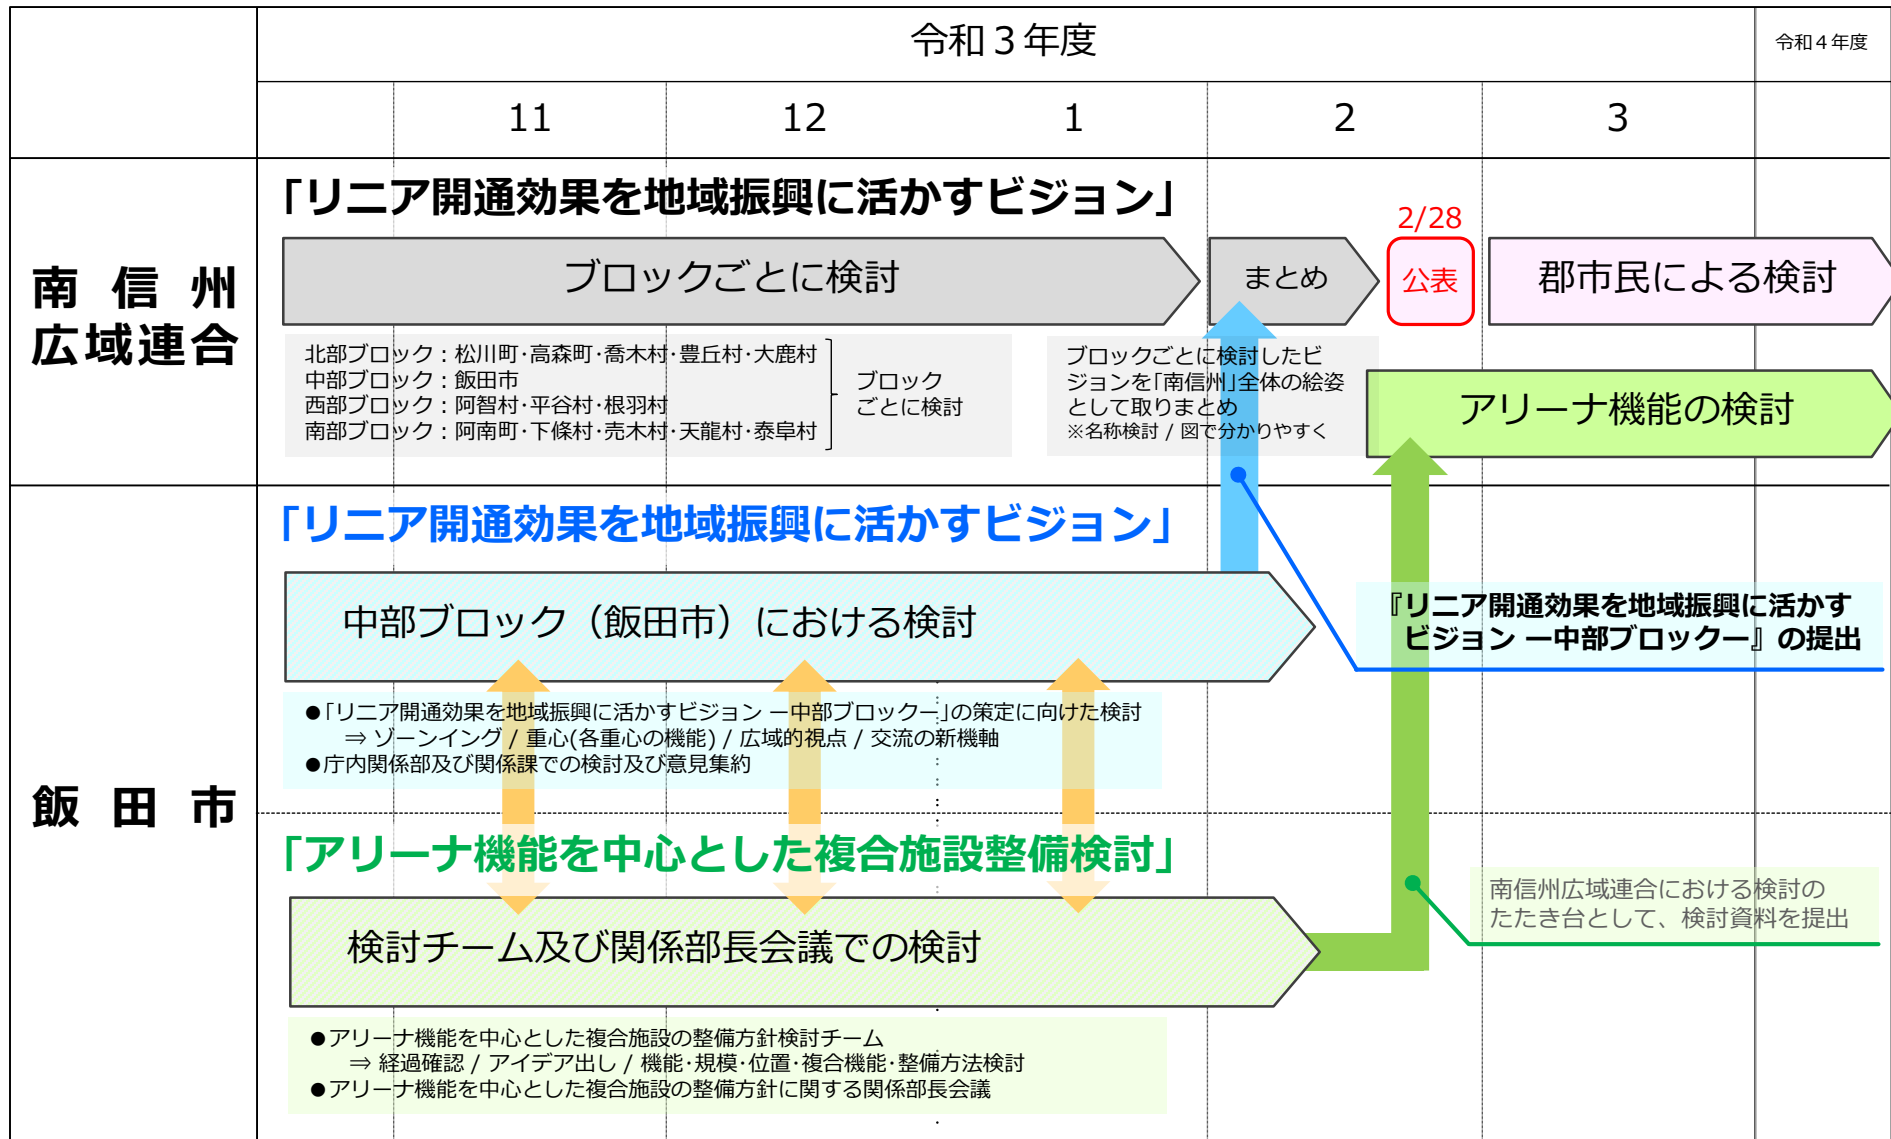 令和３年度
令和４年度
11
12
1
2
3
南信州
広域連合
「リニア開通効果を地域振興に活かすビジョン」
ブロックごとに検討
まとめ
2/28
公表
郡市民による検討
北部ブロック：松川町・高森町・喬木村・豊丘村・大鹿村
中部ブロック：飯田市
西部ブロック：阿智村・平谷村・根羽村
南部ブロック：阿南町・下條村・売木村・天龍村・泰阜村
ブロック
ごとに検討
ブロックごとに検討したビ
ジョンを「南信州」全体の絵姿
として取りまとめ
※名称検討 / 図で分かりやすく
アリーナ機能の検討
飯田市
「リニア開通効果を地域振興に活かすビジョン」
中部ブロック（飯田市）における検討
『リニア開通効果を地域振興に活かす
ビジョン ー中部ブロックー』の提出
●「リニア開通効果を地域振興に活かすビジョン ー中部ブロックー」の策定に向けた検討
⇒ ゾーンイング / 重心(各重心の機能) / 広域的視点 / 交流の新機軸
●庁内関係部及び関係課での検討及び意見集約
「アリーナ機能を中心とした複合施設整備検討」
検討チーム及び関係部長会議での検討
南信州広域連合における検討の
たたき台として、検討資料を提出
●アリーナ機能を中心とした複合施設の整備方針検討チーム
⇒ 経過確認 / アイデア出し / 機能・規模・位置・複合機能・整備方法検討
●アリーナ機能を中心とした複合施設の整備方針に関する関係部長会議